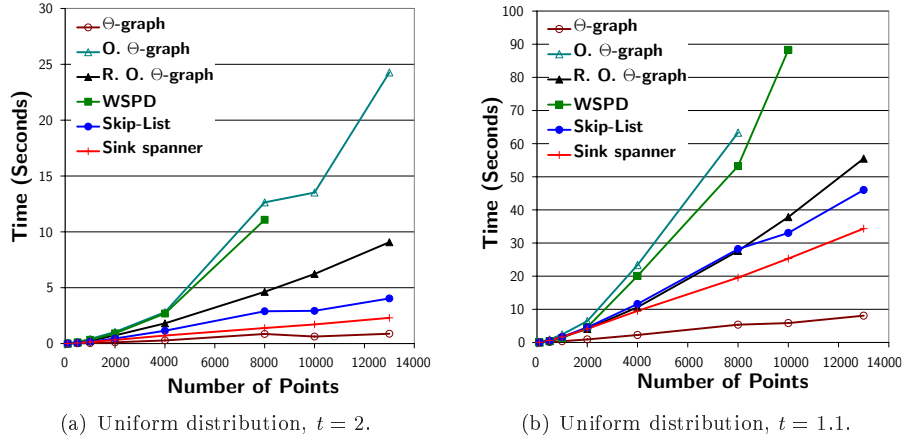 30
25
20
15
10
5
0
0
2000
4000
6000
8000
10000
12000
14000
Time (Seconds)
Number of Points
Θ-graph
O. Θ-graph
R. O. Θ-graph
WSPD
Skip-List
Sink spanner
(a) Uniform distribution, t = 2.
100
90
80
70
60
50
40
30
20
10
0
0
2000
4000
6000
8000
10000
12000
14000
Time (Seconds)
Number of Points
Θ-graph
O. Θ-graph
R. O. Θ-graph
WSPD
Skip-List
Sink spanner
(b) Uniform distribution, t = 1.1.